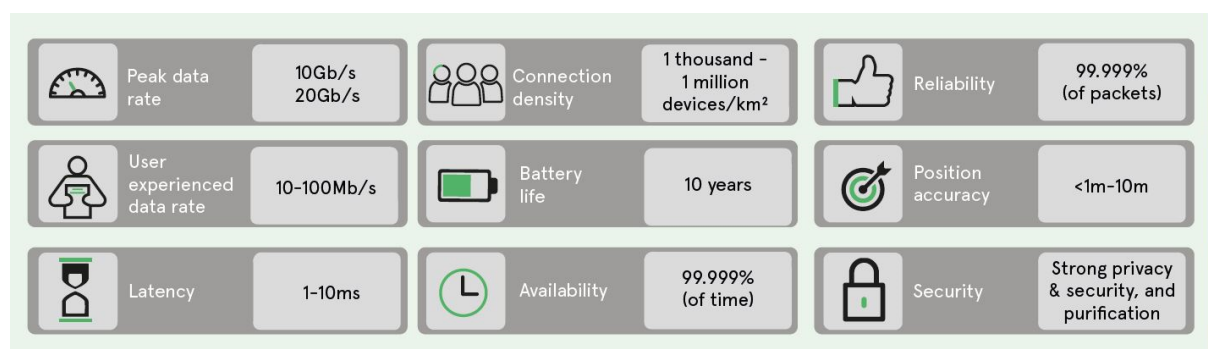 Peak data
rate
10Gb/s
20Gb/s
Connection
density
1 thousand -
1 million
devices/km²
Reliability
99.999%
(of packets)
User
experienced
data rate
10-100Mb/s
Battery
life
10 years
Position
accuracy
<1m-10m
Latency
1-10ms
Availability
99.999%
(of time)
Security
Strong privacy
& security, and
purification